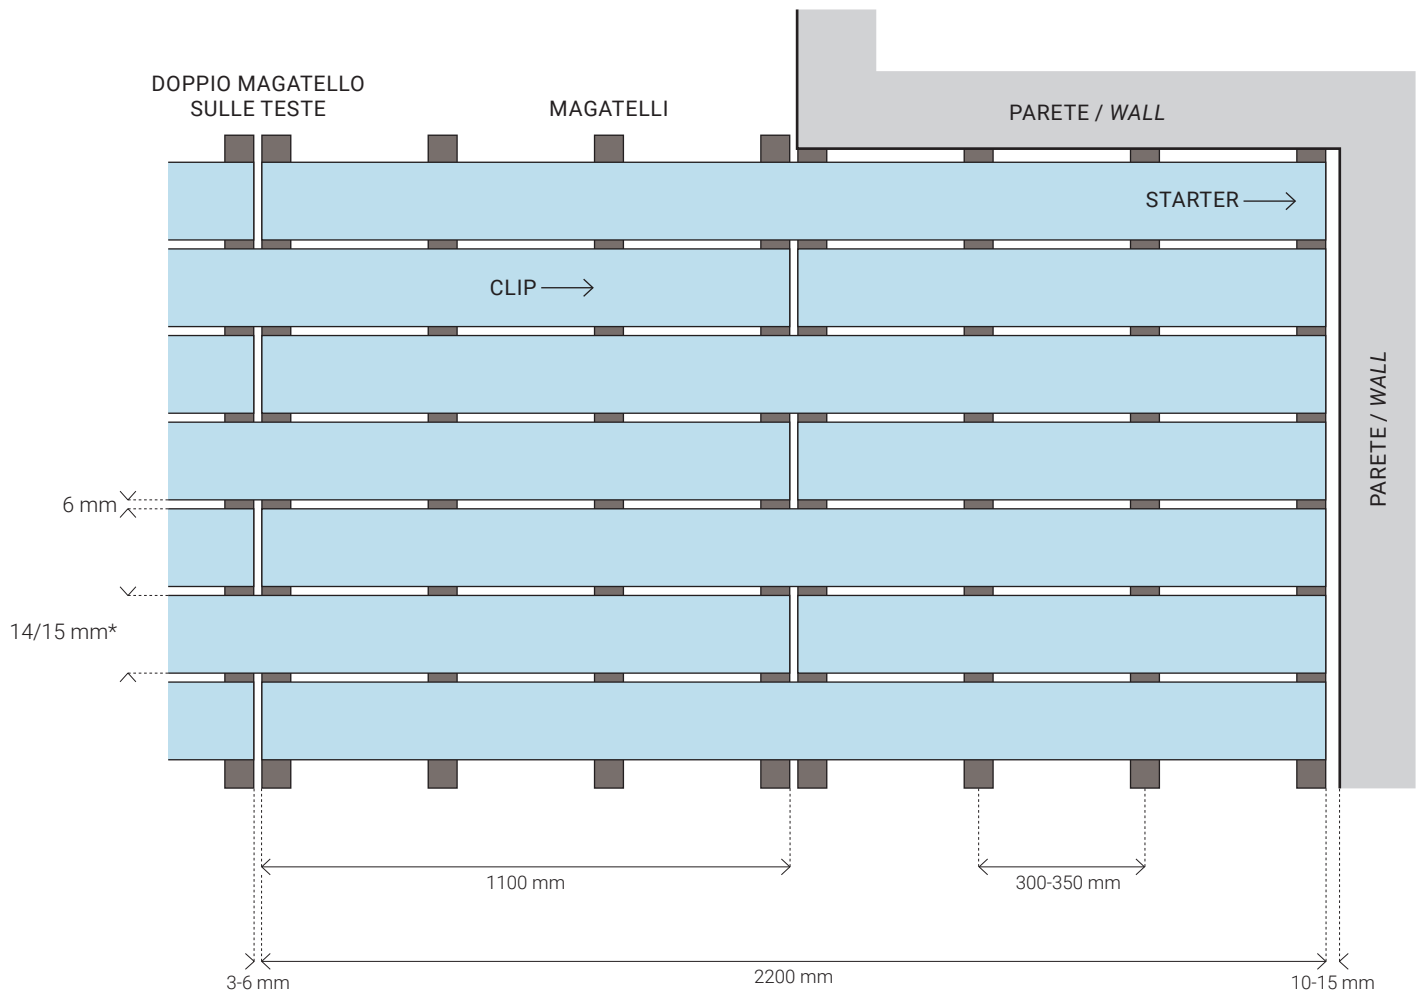 DOPPIO MAGATELLO
SULLE TESTE
MAGATELLI
PARETE / WALL
STARTER
CLIP
PARETE / WALL
6 mm
14/15 mm*
1100 mm
300-350 mm
3-6 mm
2200 mm
10-15 mm